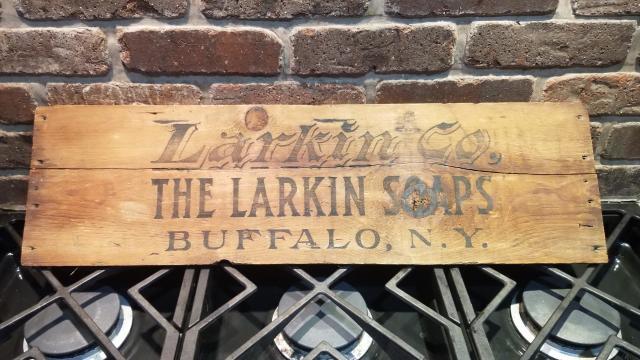 Larkin Co.
THE LARKIN SOAPS
BUFFALO, N.Y.